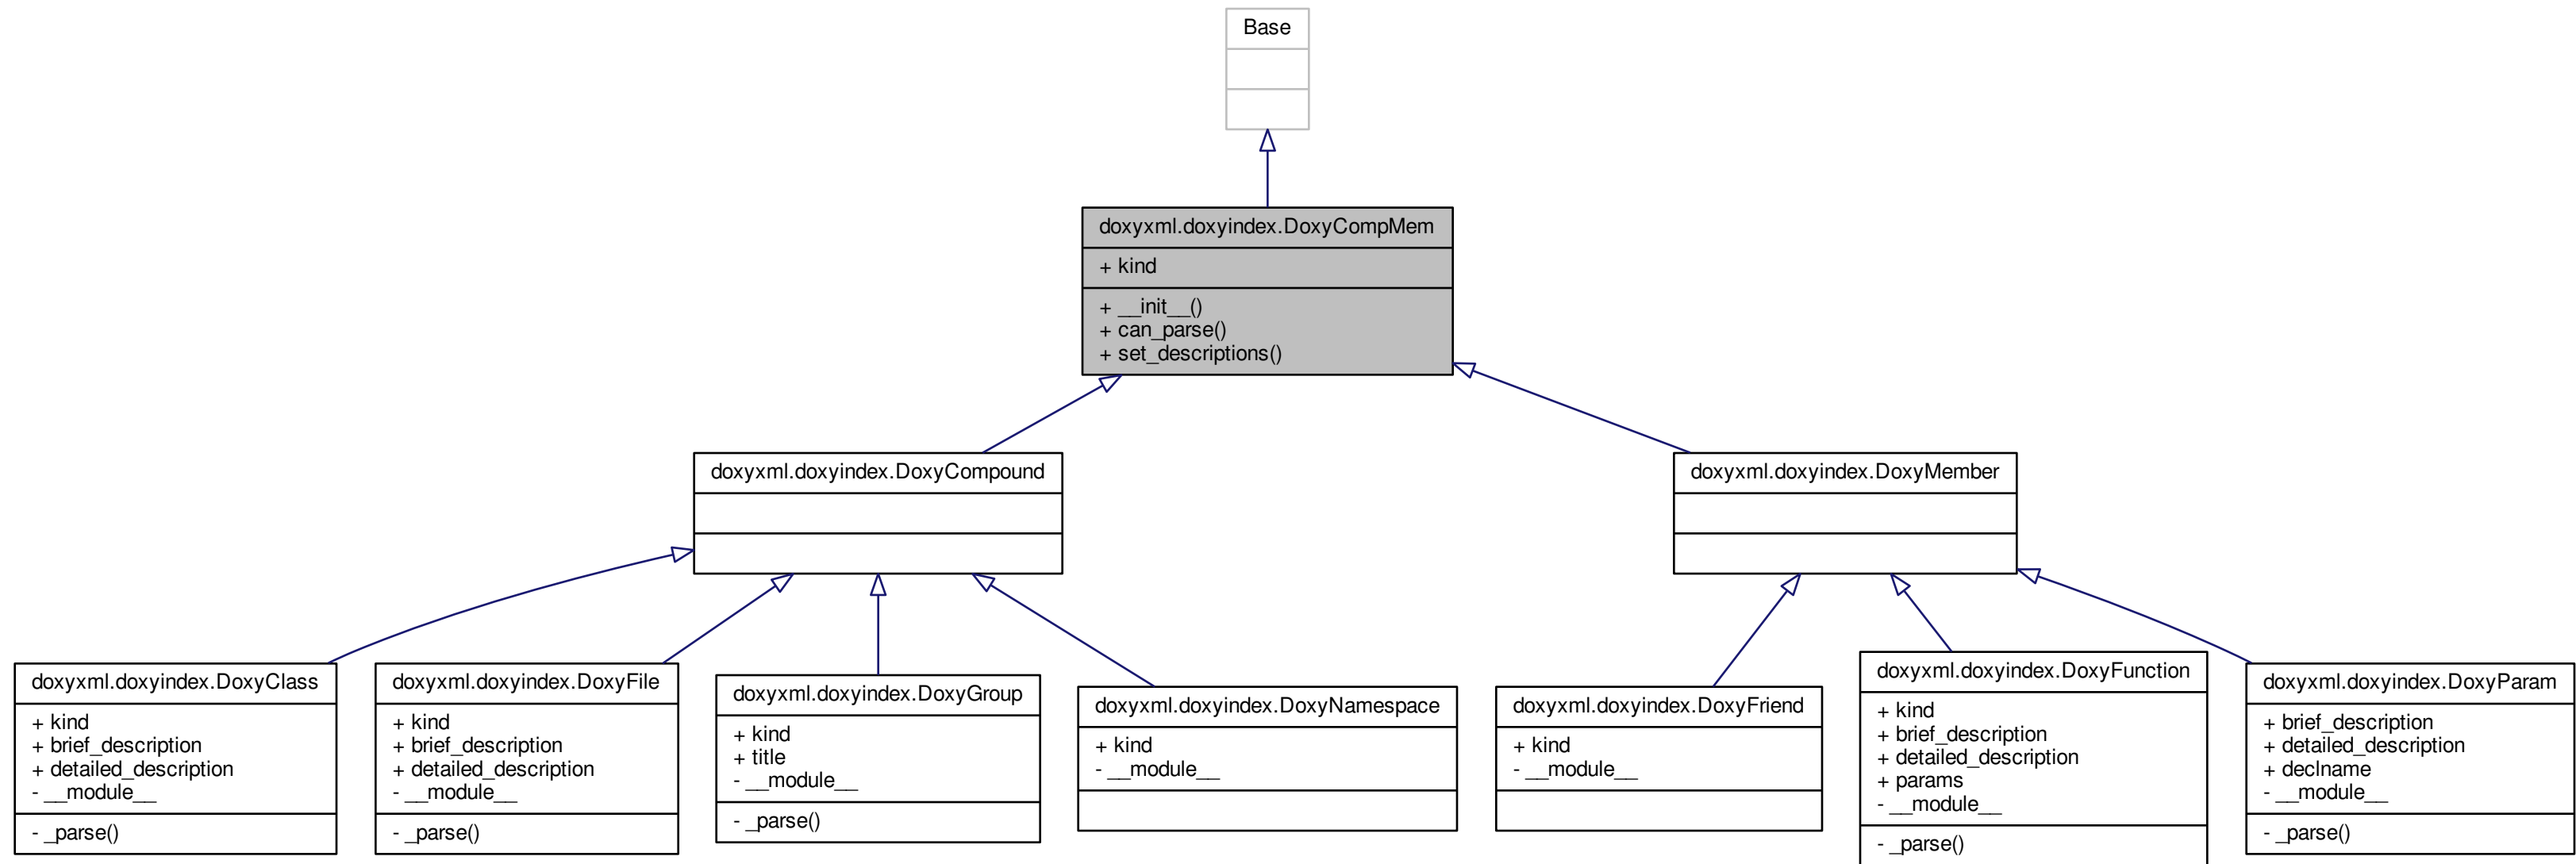 Base
doxyxml.doxyindex.DoxyCompMem
+ kind
+ __init__()
+ can_parse()
+ set_descriptions()
doxyxml.doxyindex.DoxyCompound
doxyxml.doxyindex.DoxyMember
doxyxml.doxyindex.DoxyClass
+ kind
+ brief_description
+ detailed_description
- __module__
- _parse()
doxyxml.doxyindex.DoxyFile
+ kind
+ brief_description
+ detailed_description
- __module__
- _parse()
doxyxml.doxyindex.DoxyGroup
+ kind
+ title
- __module__
- _parse()
doxyxml.doxyindex.DoxyNamespace
+ kind
- __module__
doxyxml.doxyindex.DoxyFriend
+ kind
- __module__
doxyxml.doxyindex.DoxyFunction
+ kind
+ brief_description
+ detailed_description
+ params
- __module__
- _parse()
doxyxml.doxyindex.DoxyParam
+ brief_description
+ detailed_description
+ declname
- __module__
- _parse()